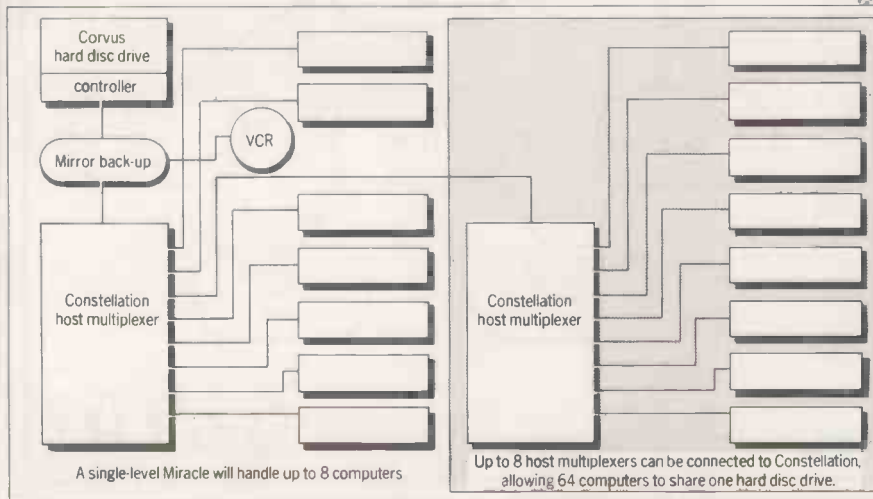 Corvus
hard disc drive
controller
Mirror back-up
VCR
Constellation
host multiplexer
A single-level Miracle will handle up to 8 computers
Constellation
host multiplexer
Up to 8 host multiplexers can be connected to Constellation,
allowing 64 computers to share one hard disc drive.